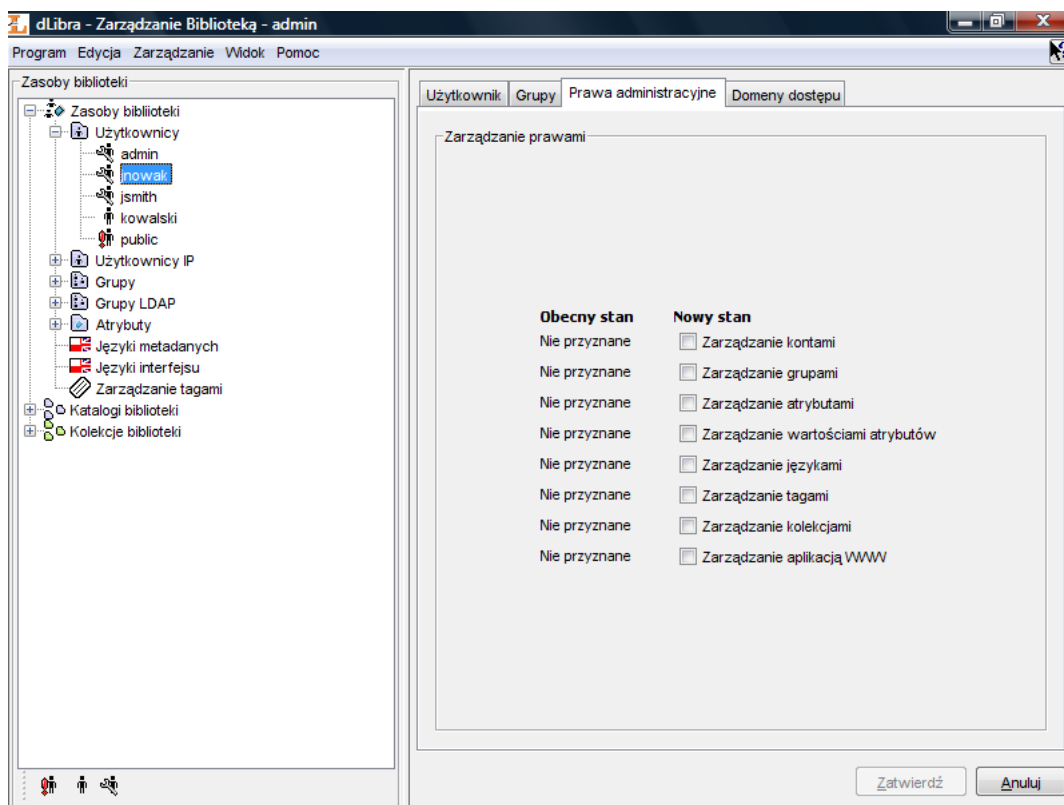 dLibra - Zarządzanie Biblioteką - admin
Program Edycja Zarządzanie Widok Pomoc
Zasoby biblioteki
Zasoby bibliioteki
Użytkownicy
admin
jnowak
jsmith
kowalski
public
Użytkownicy IP
Grupy
Grupy LDAP
Atrybuty
Języki metadanych
Języki interfejsu
Zarządzanie tagami
Katalogi biblioteki
Kolekcje biblioteki
Użytkownik Grupy Prawa administracyjne Domeny dostępu
Zarządzanie prawami
Obecny stan Nowy stan
Nie przyznane Zarządzanie kontami
Nie przyznane Zarządzanie grupami
Nie przyznane Zarządzanie atrybutami
Nie przyznane Zarządzanie wartościami atrybutów
Nie przyznane Zarządzanie językami
Nie przyznane Zarządzanie tagami
Nie przyznane Zarządzanie kolekcjami
Nie przyznane Zarządzanie aplikacją WWW
Zatwierdź Anuluj